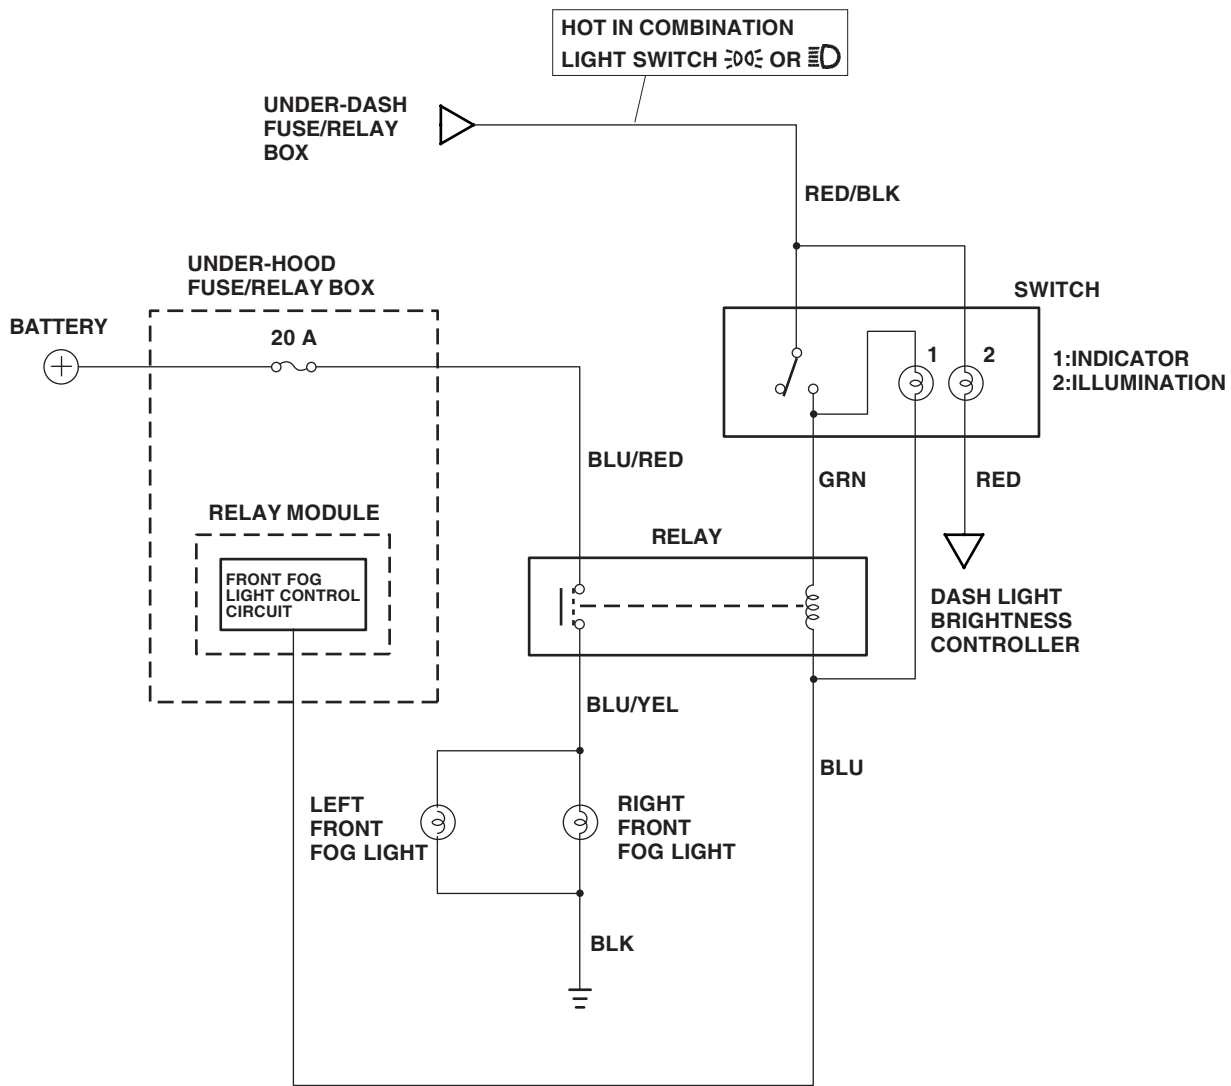 HOT IN COMBINATION
LIGHT SWITCH OR
UNDER-DASH
FUSE/RELAY
BOX
RED/BLK
UNDER-HOOD
FUSE/RELAY BOX
SWITCH
BATTERY
20 A
1
2
1:INDICATOR
2:ILLUMINATION
BLU/RED
GRN
RED
RELAY MODULE
RELAY
FRONT FOG
LIGHT CONTROL
CIRCUIT
DASH LIGHT
BRIGHTNESS
CONTROLLER
BLU/YEL
BLU
LEFT
FRONT
FOG LIGHT
RIGHT
FRONT
FOG LIGHT
BLK